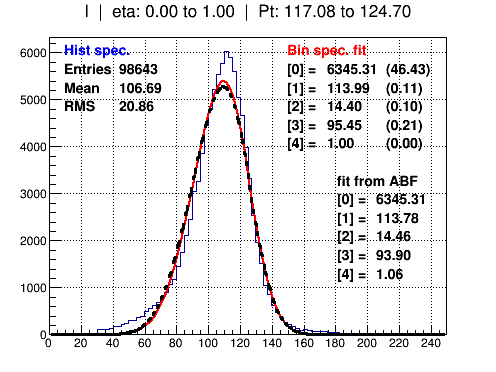 I | eta: 0.00 to 1.00 | Pt: 117.08 to 124.70
Hist spec.
Entries 98643
Mean 106.69
RMS 20.86
Bin spec. fit
[0] = 6345.31 (46.43)
[1] = 113.99 (0.11)
[2] = 14.40 (0.10)
[3] = 95.45 (0.21)
[4] = 1.00 (0.00)
fit from ABF
[0] = 6345.31
[1] = 113.78
[2] = 14.46
[3] = 93.90
[4] = 1.06
6000
5000
4000
3000
2000
1000
0
0 20 40 60 80 100 120 140 160 180 200 220 240